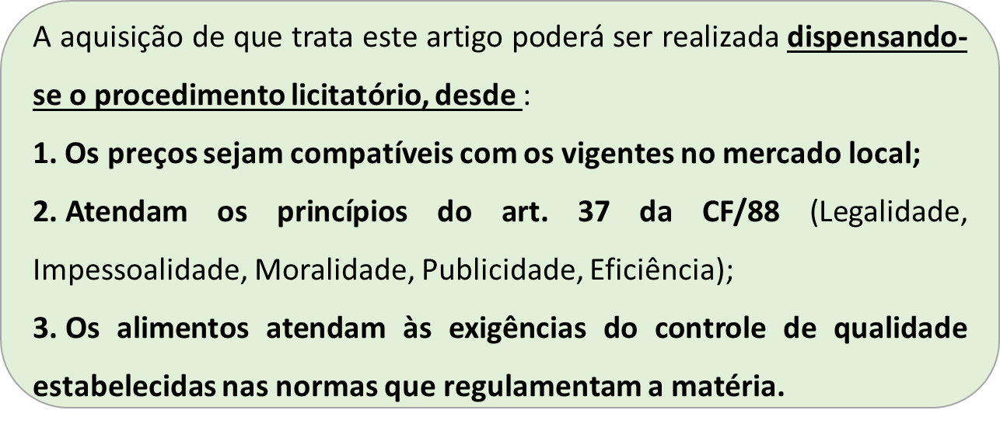 A aquisição de que trata este artigo poderá ser realizada dispensando-
se o procedimento licitatório, desde :
1. Os preços sejam compatíveis com os vigentes no mercado local;
2. Atendam os princípios do art. 37 da CF/88 (Legalidade,
Impessoalidade, Moralidade, Publicidade, Eficiência);
3. Os alimentos atendam às exigências do controle de qualidade
estabelecidas nas normas que regulamentam a matéria.